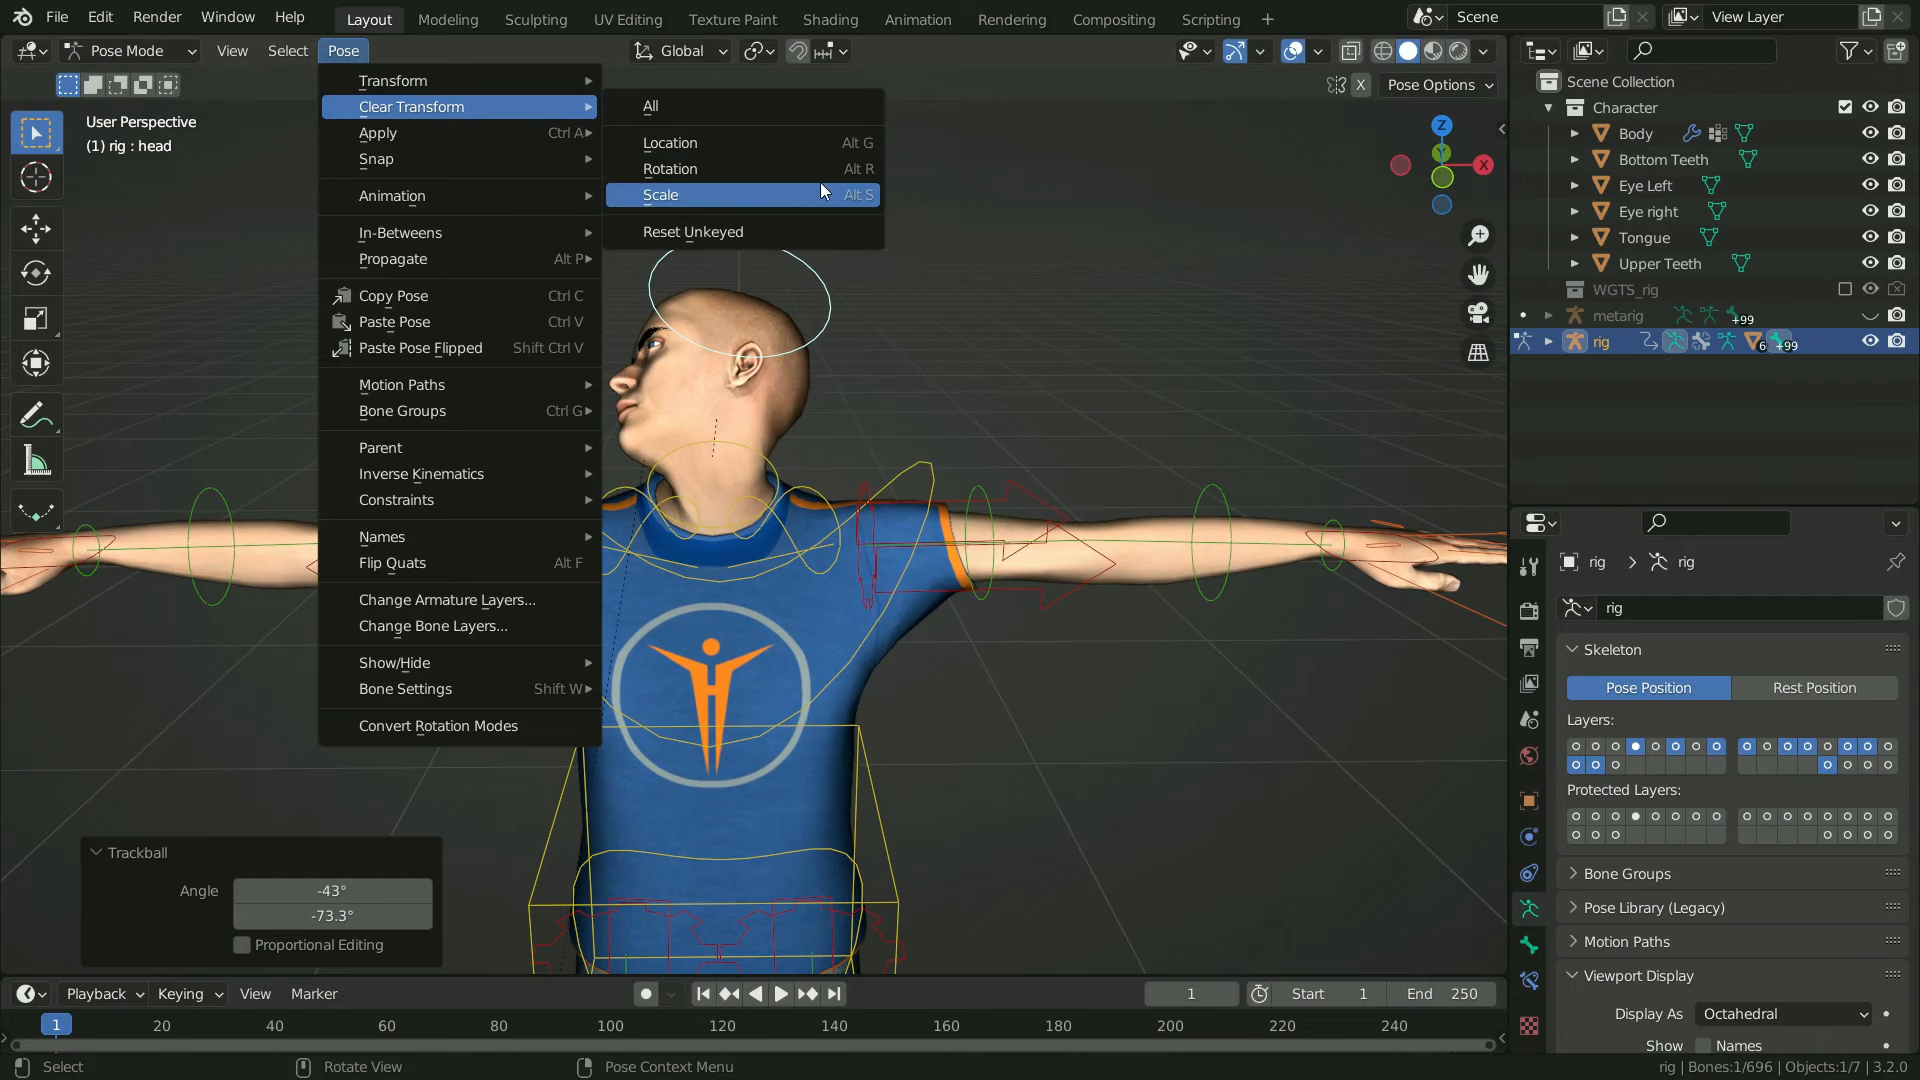 File Edit Render Window Help
Layout Modeling Sculpting UV Editing Texture Paint Shading Animation Rendering Compositing Scripting +
Scene
View Layer
Pose Mode View Select Pose
Global
X Pose Options
User Perspective
(1) rig : head
Transform
Clear Transform
Apply Ctrl A
Snap
Animation
In-Betweens
Propagate Alt P
Copy Pose Ctrl C
Paste Pose Ctrl V
Paste Pose Flipped Shift Ctrl V
Motion Paths
Bone Groups Ctrl G
Parent
Inverse Kinematics
Constraints
Names
Flip Quats Alt F
Change Armature Layers...
Change Bone Layers...
Show/Hide
Bone Settings Shift W
Convert Rotation Modes
All
Location Alt G
Rotation Alt R
Scale Alt S
Reset Unkeyed
Z
Y
X
Scene Collection
Character
Body
Bottom Teeth
Eye Left
Eye right
Tongue
Upper Teeth
WGTS_rig
metarig +99
rig 6 +99
rig > rig
rig
Skeleton
Pose Position Rest Position
Layers:
Protected Layers:
Bone Groups
Pose Library (Legacy)
Motion Paths
Viewport Display
Display As Octahedral
Show Names
Trackball
Angle -43°
-73.3°
Proportional Editing
Playback Keying View Marker
1 Start 1 End 250
1 20 40 60 80 100 120 140 160 180 200 220 240
Select Rotate View Pose Context Menu
rig | Bones:1/696 | Objects:1/7 | 3.2.0